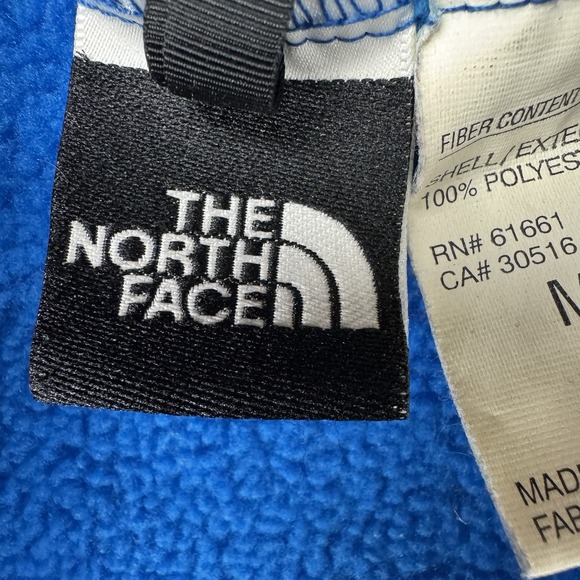 THE
NORTH
FACE
FIBER CONTENT
SHELL/EXTE
100% POLYES
RN# 61661
CA# 30516
M
MAD
FAB